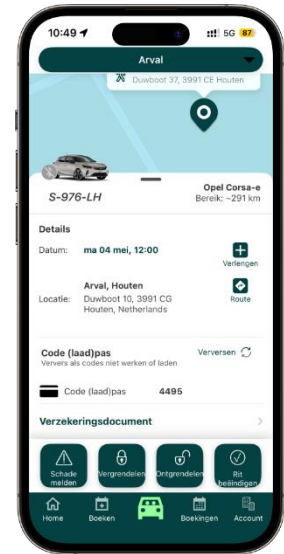 10:49 5G 87
Arval
Duwboot 37, 3991 CE Houten
S-976-LH
Opel Corsa-e
Bereik: ~291 km
Details
Datum: ma 04 mei, 12:00
Verlengen
Arval, Houten
Locatie: Duwboot 10, 3991 CG
Houten, Netherlands
Route
Code (laad)pas Verversen
Ververs als codes niet werken of laden
Code (laad)pas 4495
Verzekeringsdocument
Schade melden
Vergrendelen
Ontgrendelen
Rit beëindigen
Home Boeken Boekingen Account